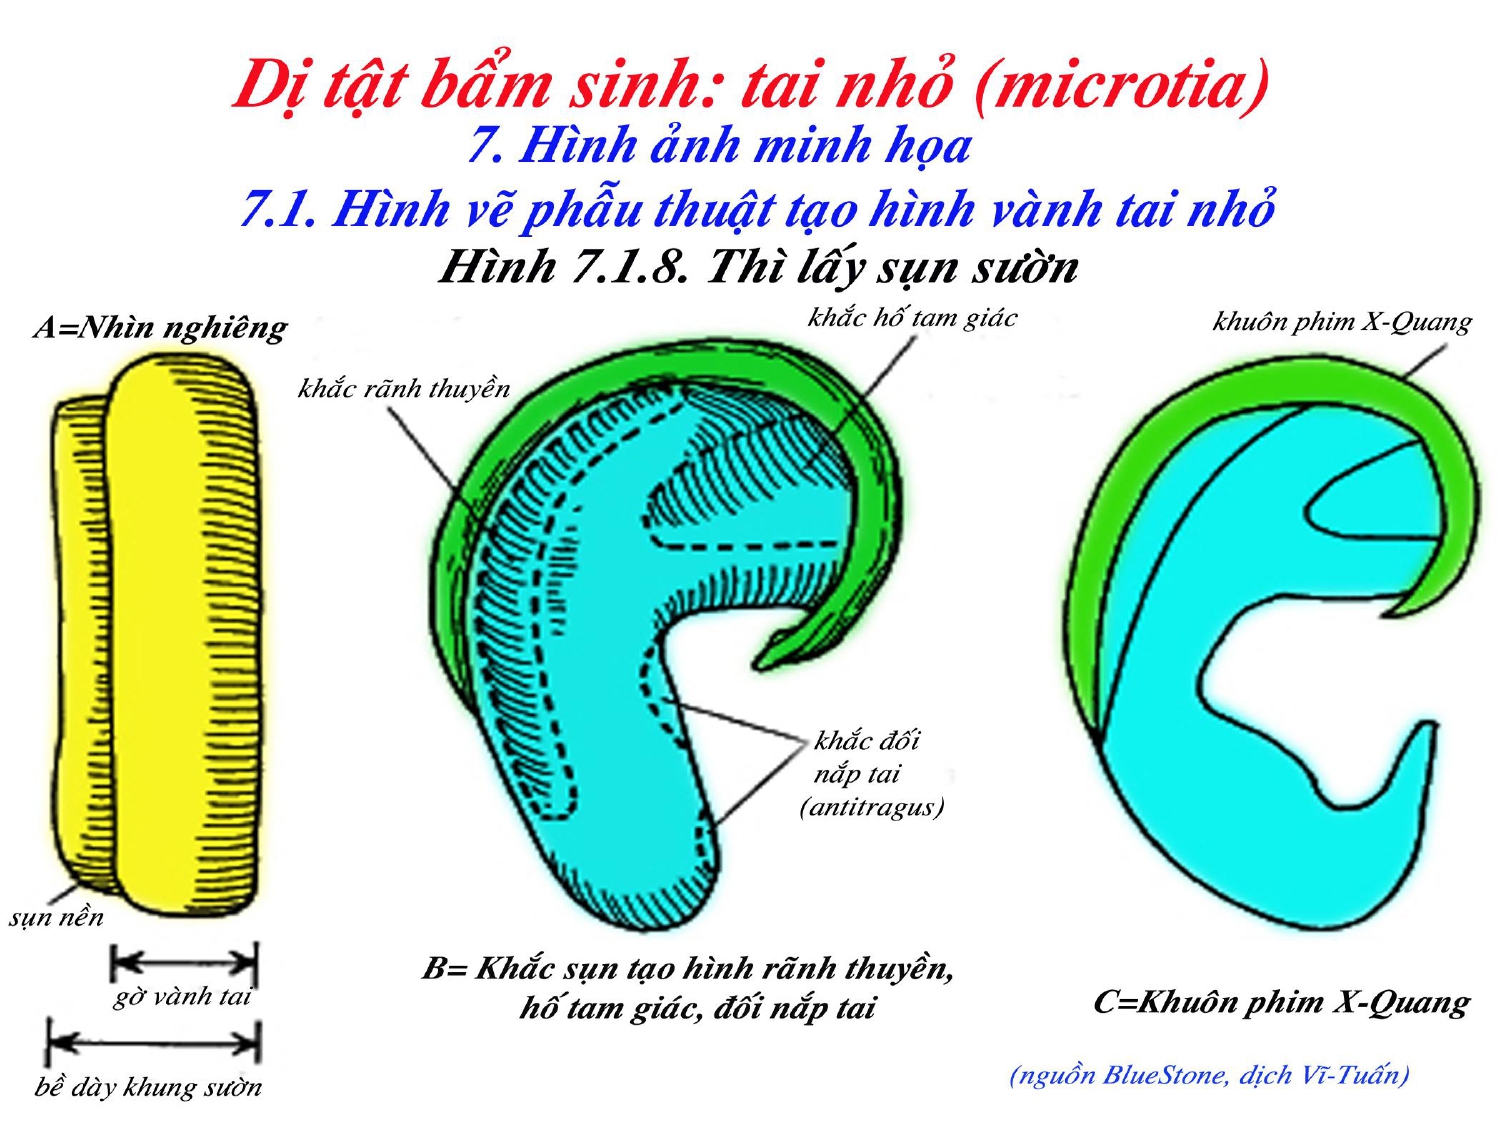 Dị tật bẩm sinh: tai nhỏ (microtia)
7. Hình ảnh minh họa
7.1. Hình vẽ phẫu thuật tạo hình vành tai nhỏ
Hình 7.1.8. Thì lấy sụn sườn
A=Nhìn nghiêng
khắc rãnh thuyền
khắc hố tam giác
khuôn phim X-Quang
khắc đối
nắp tai
(antitragus)
sụn nền
gờ vành tai
bề dày khung sườn
B= Khắc sụn tạo hình rãnh thuyền,
hố tam giác, đối nắp tai
C=Khuôn phim X-Quang
(nguồn BlueStone, dịch Vĩ-Tuấn)